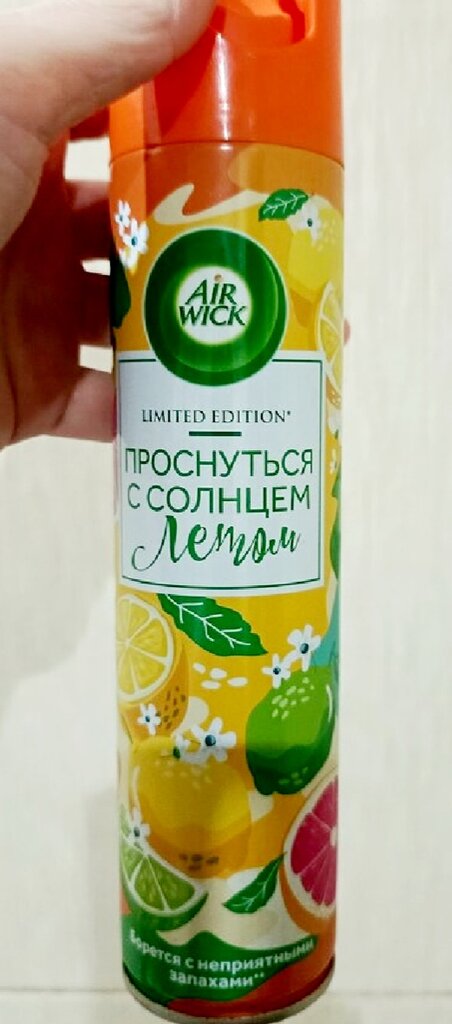 AIR
WICK
LIMITED EDITION*
ПРОСНУТЬСЯ
С СОЛНЦЕМ
Летом
Борется с неприятными
запахами**